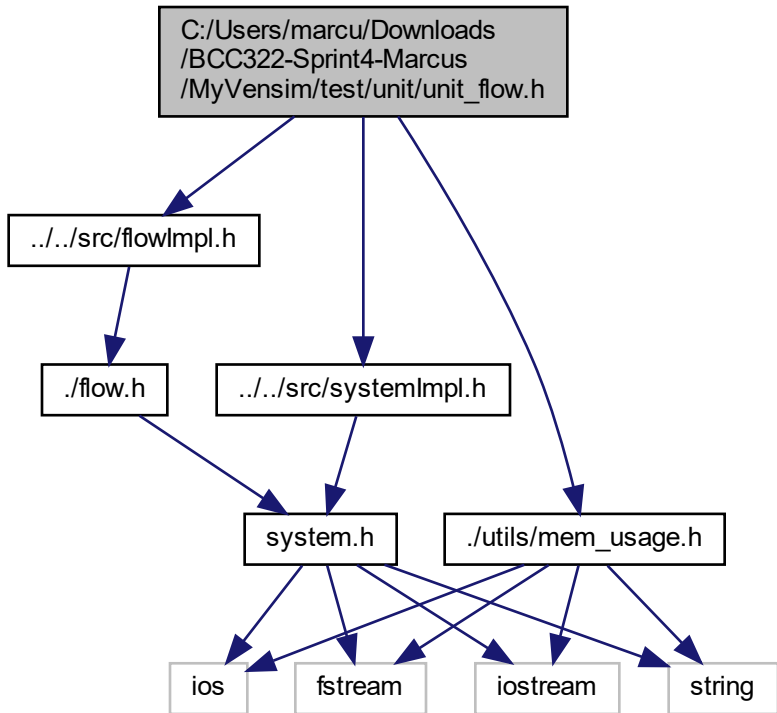 C:/Users/marcu/Downloads
/BCC322-Sprint4-Marcus
/MyVensim/test/unit/unit_flow.h
../../src/flowImpl.h
./flow.h
../../src/systemImpl.h
system.h
./utils/mem_usage.h
ios
fstream
iostream
string